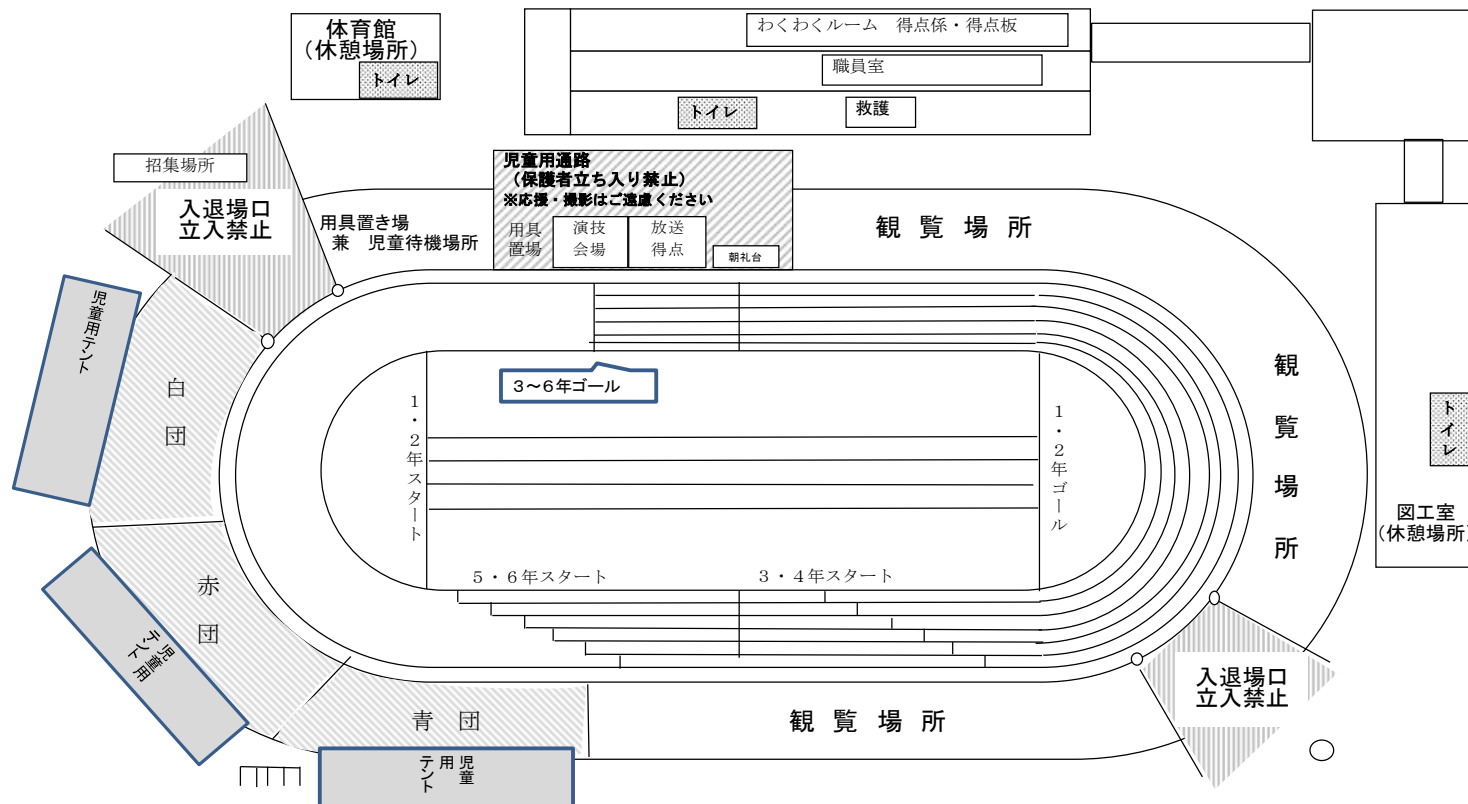 体育館
(休憩場所)
トイレ
わくわくルーム　得点係・得点板
職員室
トイレ
救護
招集場所
入退場口
立入禁止
用具置き場
兼　児童待機場所
児童用通路
（保護者立ち入り禁止）
※応援・撮影はご遠慮ください
用具
置場
演技
会場
放送
得点
朝礼台
観覧場所
児童用テント
白団
3～6年ゴール
1・2年スタート
1・2年ゴール
観覧場所
トイレ
図工室
(休憩場所)
5・6年スタート
3・4年スタート
赤団
児童用
テント
青団
児童用
テント
観覧場所
入退場口
立入禁止